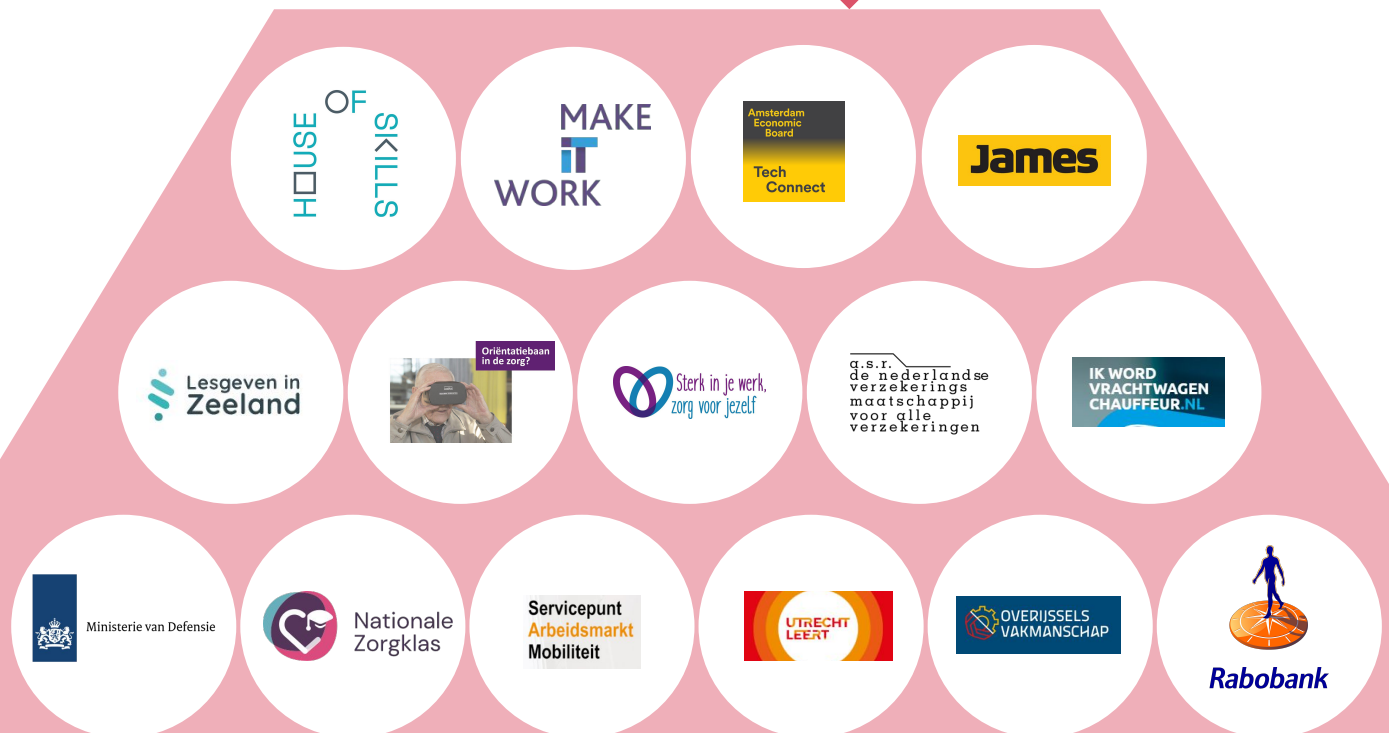 HOUSE
OF
SKILLS
MAKE
iT
WORK
Amsterdam
Economic
Board
Tech
Connect
James
Lesgeven in
Zeeland
Oriëntatiebaan
in de zorg?
Sterk in je werk,
zorg voor jezelf
a.s.r.
de nederlandse
verzekerings
maatschappij
voor alle
verzekeringen
IK WORD
VRACHTWAGEN
CHAUFFEUR.NL
Ministerie van Defensie
Nationale
Zorgklas
Servicepunt
Arbeidsmarkt
Mobiliteit
UTRECHT
LEERT
OVERIJSSELS
VAKMANSCHAP
Rabobank